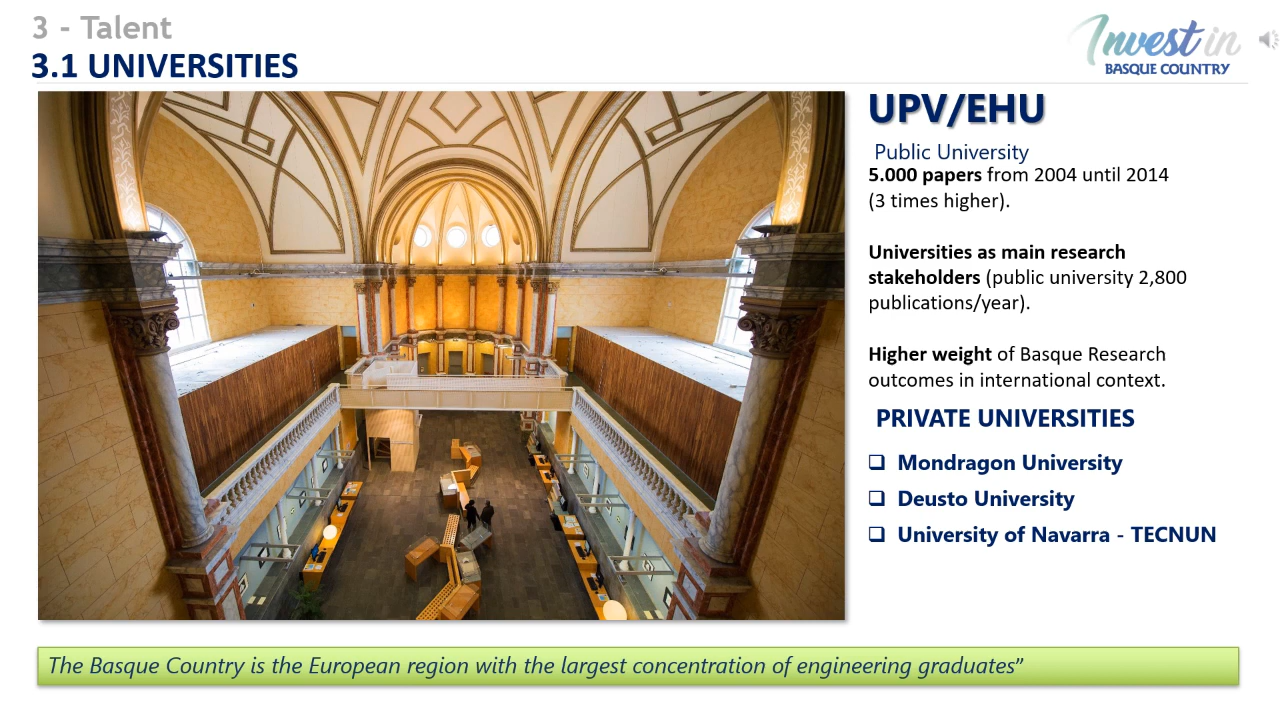 3 - Talent
3.1 UNIVERSITIES
Invest in
BASQUE COUNTRY
UPV/EHU
Public University
5.000 papers from 2004 until 2014
(3 times higher).
Universities as main research
stakeholders (public university 2,800
publications/year).
Higher weight of Basque Research
outcomes in international context.
PRIVATE UNIVERSITIES
❑ Mondragon University
❑ Deusto University
❑ University of Navarra - TECNUN
The Basque Country is the European region with the largest concentration of engineering graduates”